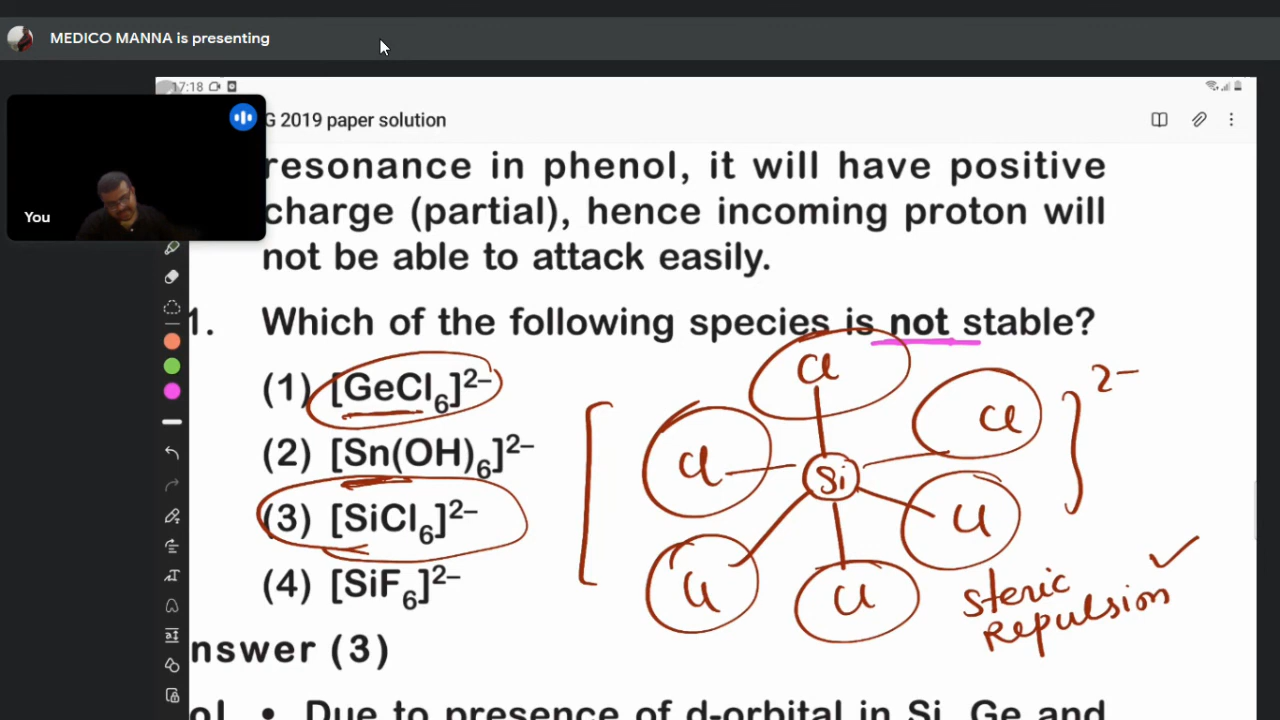 MEDICO MANNA is presenting
17:18
You
G 2019 paper solution
resonance in phenol, it will have positive
charge (partial), hence incoming proton will
not be able to attack easily.
1. Which of the following species is not stable?
(1) [GeCl₆]²⁻
(2) [Sn(OH)₆]²⁻
(3) [SiCl₆]²⁻
(4) [SiF₆]²⁻
nswer (3)
ol. • Due to presence of d-orbital in Si, Ge and
Cl
Cl
Cl
Si
Cl
Cl
Cl
2-
steric
repulsion